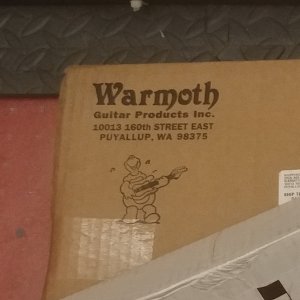 Warmoth
Guitar Products Inc.
10013 160th STREET EAST
PUYALLUP, WA 98375